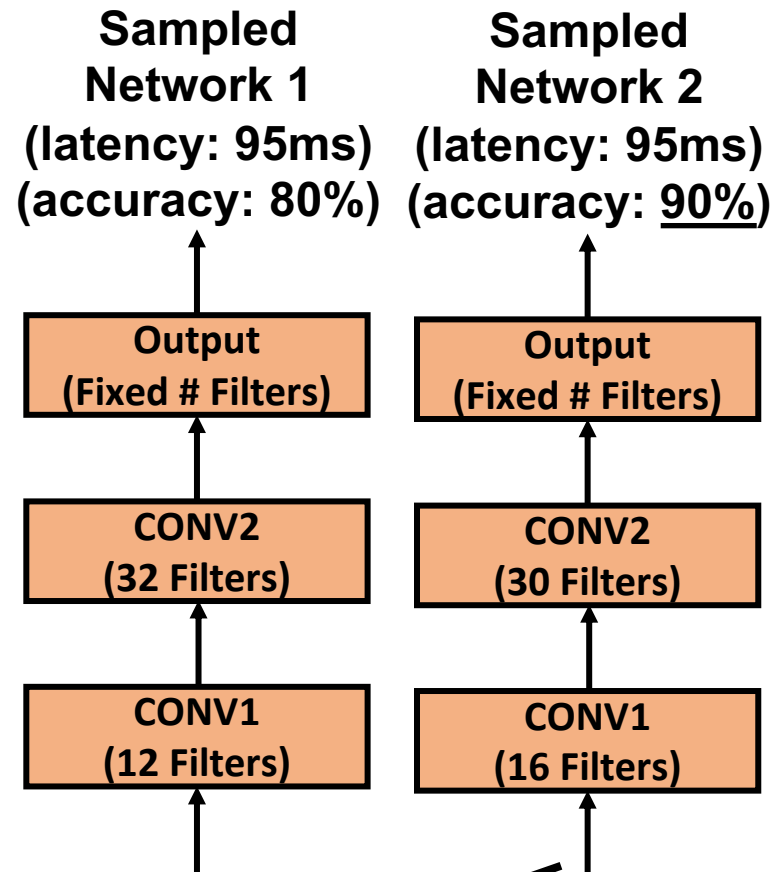 Sampled
Network 1
(latency: 95ms)
(accuracy: 80%)
Output
(Fixed # Filters)
CONV2
(32 Filters)
CONV1
(12 Filters)
Sampled
Network 2
(latency: 95ms)
(accuracy: 90%)
Output
(Fixed # Filters)
CONV2
(30 Filters)
CONV1
(16 Filters)